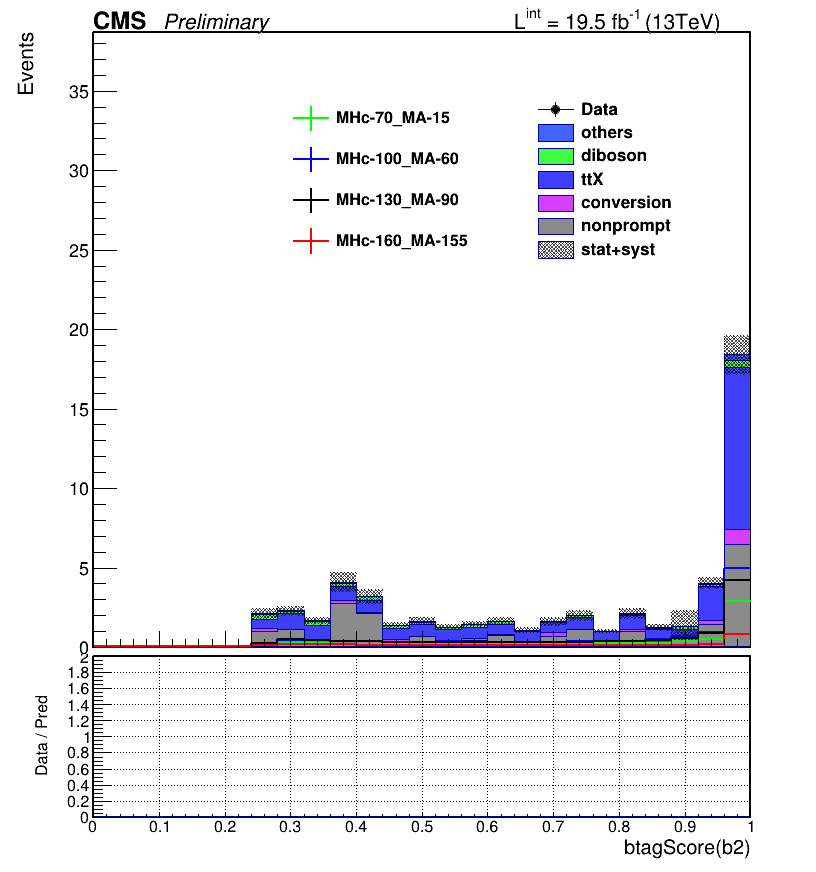 CMS Preliminary L^int = 19.5 fb^-1 (13TeV)
Events
35
30
25
20
15
10
5
0
MHc-70_MA-15
MHc-100_MA-60
MHc-130_MA-90
MHc-160_MA-155
Data
others
diboson
ttX
conversion
nonprompt
stat+syst
Data / Pred
2
1.8
1.6
1.4
1.2
1
0.8
0.6
0.4
0.2
0
0 0.1 0.2 0.3 0.4 0.5 0.6 0.7 0.8 0.9 1
btagScore(b2)